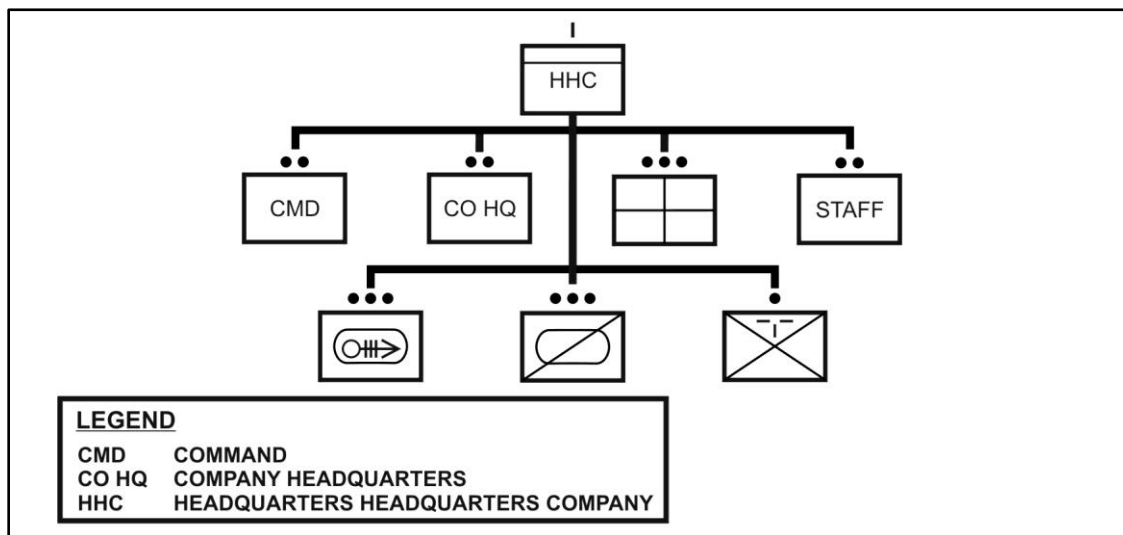 HHC
CMD
CO HQ
STAFF
LEGEND
CMD COMMAND
CO HQ COMPANY HEADQUARTERS
HHC HEADQUARTERS HEADQUARTERS COMPANY